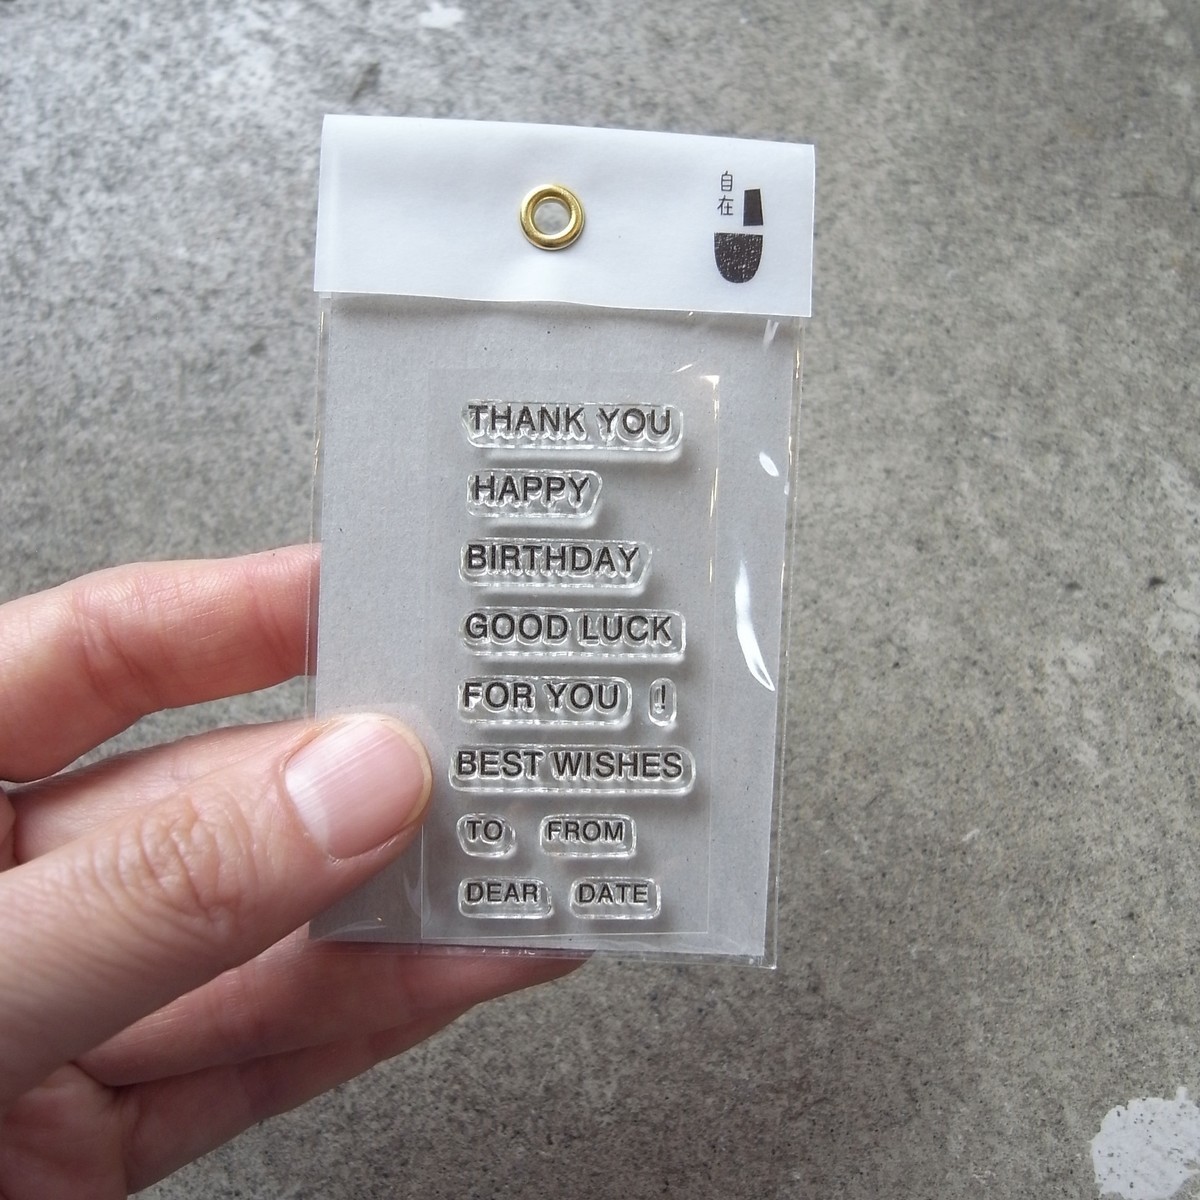 自在
THANK YOU
HAPPY
BIRTHDAY
GOOD LUCK
FOR YOU !
BEST WISHES
TO FROM
DEAR DATE